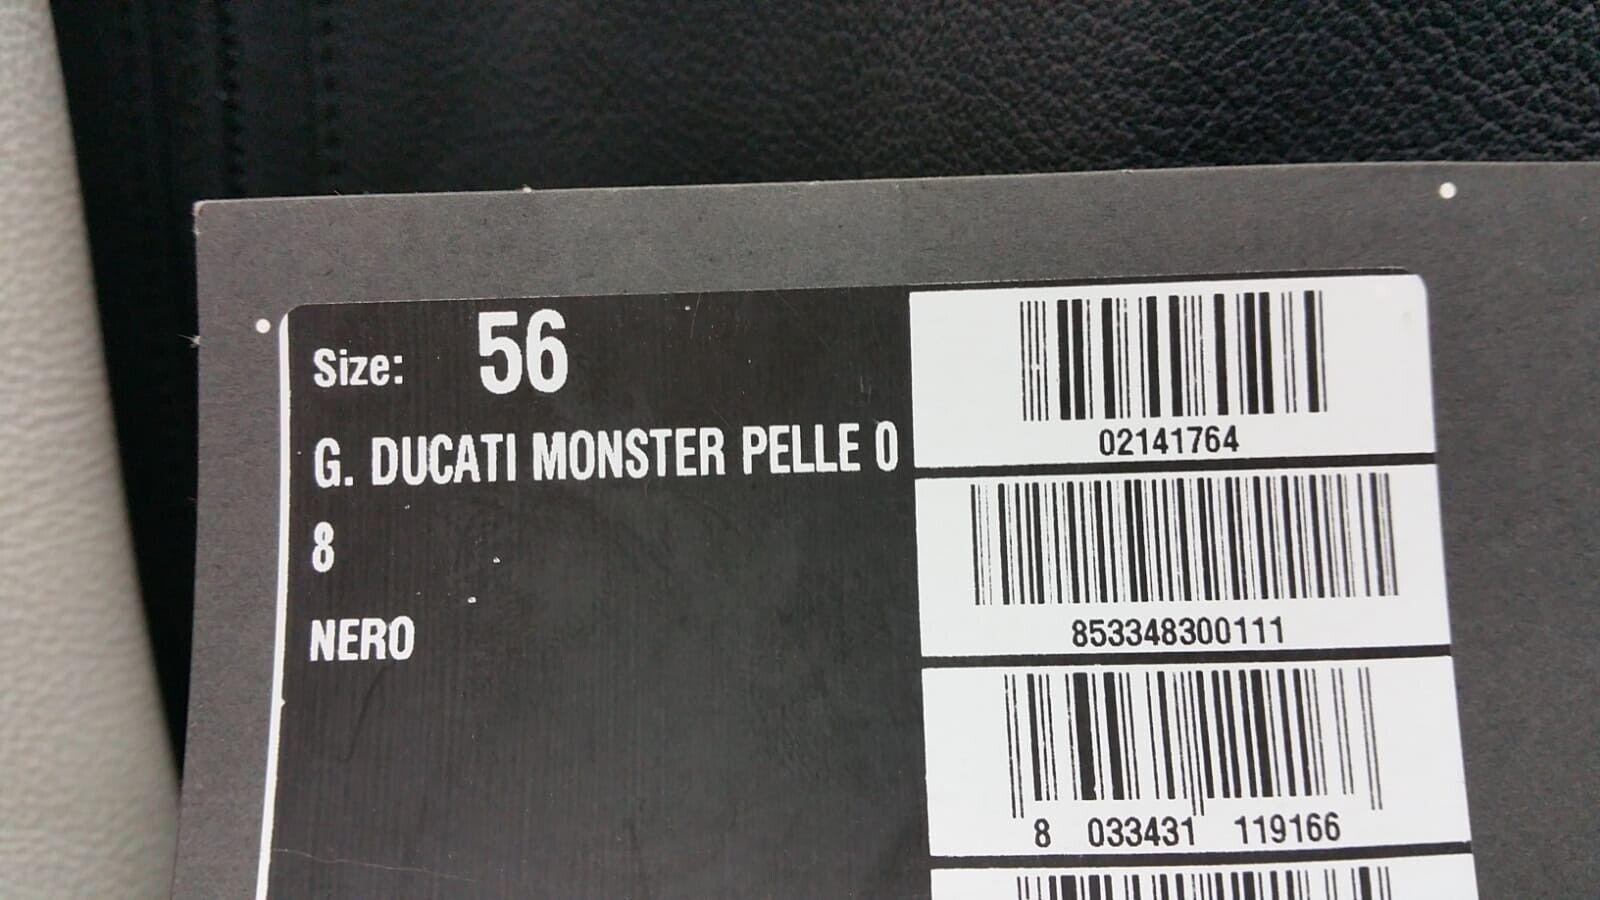 Size: 56
G. DUCATI MONSTER PELLE 0
8
NERO
02141764
853348300111
8 033431 119166